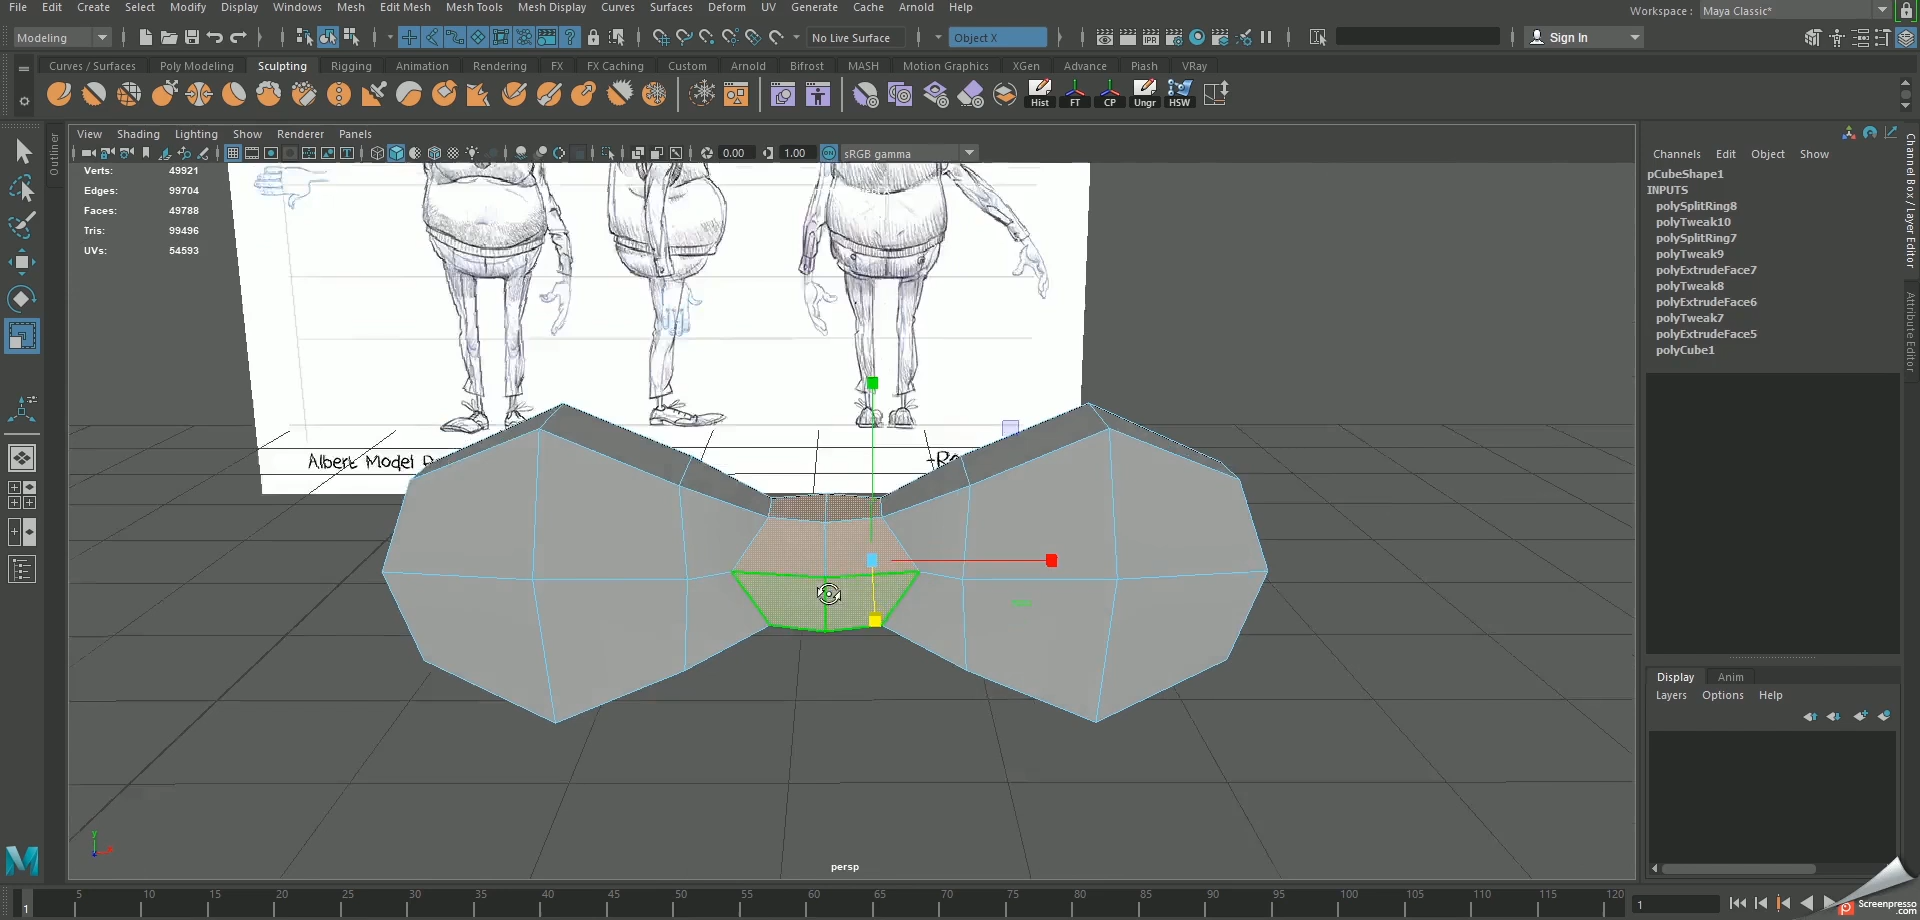 File Edit Create Select Modify Display Windows Mesh Edit Mesh Mesh Tools Mesh Display Curves Surfaces Deform UV Generate Cache Arnold Help
Workspace : Maya Classic*
Modeling
No Live Surface
Object X
Sign In
Curves / Surfaces Poly Modeling Sculpting Rigging Animation Rendering FX FX Caching Custom Arnold Bifrost MASH Motion Graphics XGen Advance Piash VRay
IPR
Hist FT CP Ungr HSW
Outliner
View Shading Lighting Show Renderer Panels
0.00 1.00 ON sRGB gamma
Verts: 49921
Edges: 99704
Faces: 49788
Tris: 99496
UVs: 54593
Albert Model
persp
Channels Edit Object Show
pCubeShape1
INPUTS
polySplitRing8
polyTweak10
polySplitRing7
polyTweak9
polyExtrudeFace7
polyTweak8
polyExtrudeFace6
polyTweak7
polyExtrudeFace5
polyCube1
Channel Box / Layer Editor
Attribute Editor
Display Anim
Layers Options Help
y
1 5 10 15 20 25 30 35 40 45 50 55 60 65 70 75 80 85 90 95 100 105 110 115 120
1
Screenpresso
.com